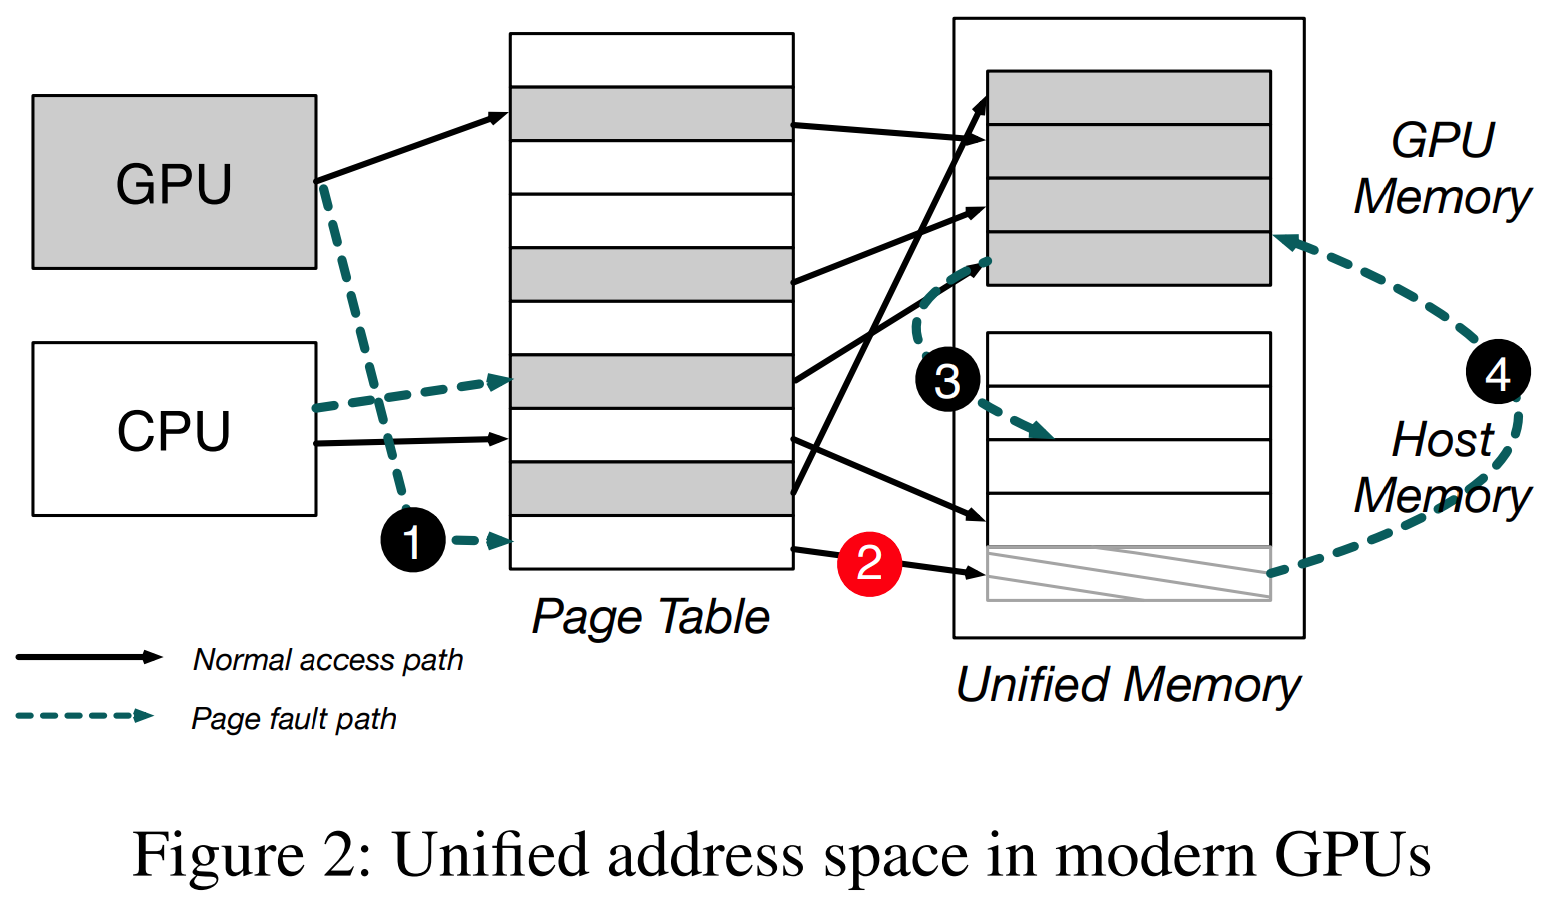 GPU
CPU
1
2
3
4
GPU
Memory
Host
Memory
Page Table
Unified Memory
Normal access path
Page fault path
Figure 2: Unified address space in modern GPUs